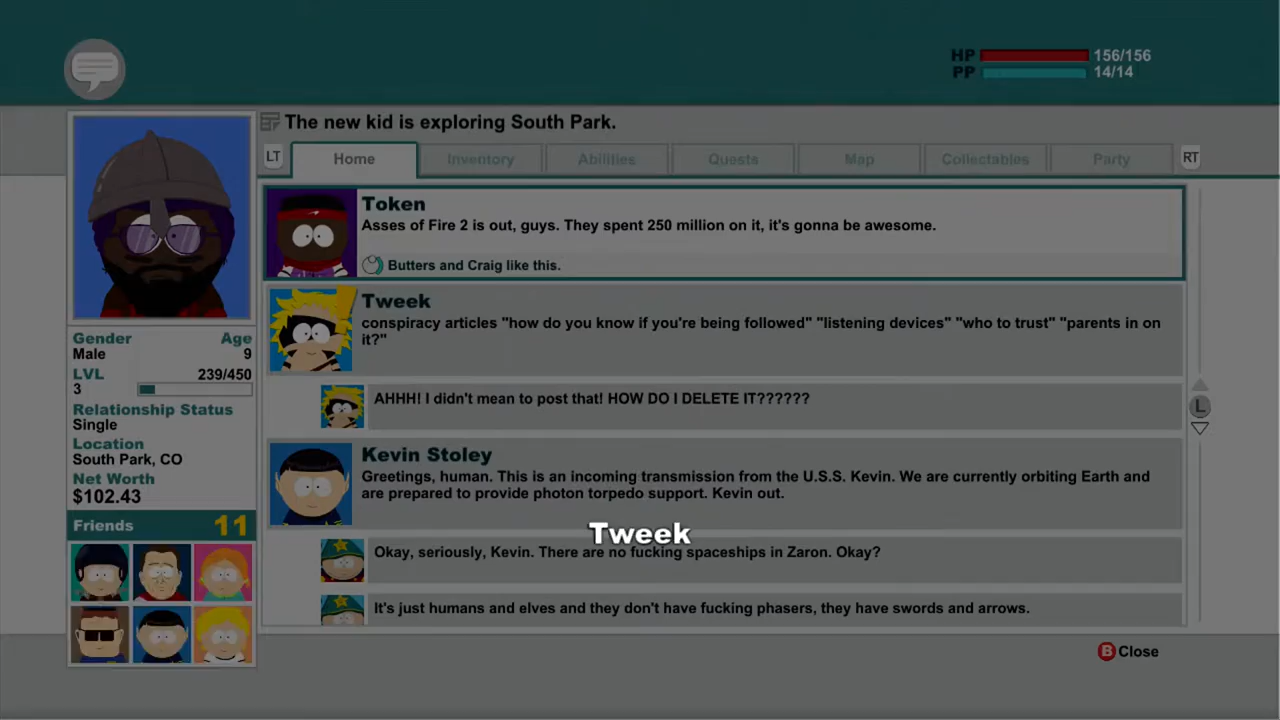 HP 156/156
PP 14/14
The new kid is exploring South Park.
LT Home Inventory Abilities Quests Map Collectables Party RT
Token
Asses of Fire 2 is out, guys. They spent 250 million on it, it's gonna be awesome.
Butters and Craig like this.
Tweek
conspiracy articles "how do you know if you're being followed" "listening devices" "who to trust" "parents in on
it?"
AHHH! I didn't mean to post that! HOW DO I DELETE IT??????
Kevin Stoley
Greetings, human. This is an incoming transmission from the U.S.S. Kevin. We are currently orbiting Earth and
are prepared to provide photon torpedo support. Kevin out.
Tweek
Okay, seriously, Kevin. There are no fucking spaceships in Zaron. Okay?
It's just humans and elves and they don't have fucking phasers, they have swords and arrows.
Gender Age
Male 9
LVL 239/450
3
Relationship Status
Single
Location
South Park, CO
Net Worth
$102.43
Friends 11
L
B Close